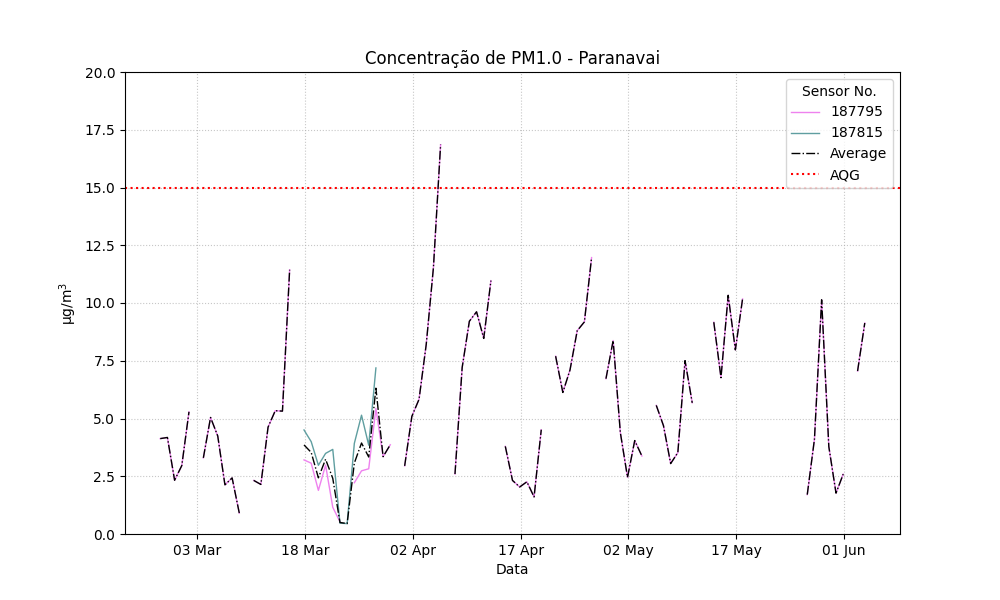 Concentração de PM1.0 - Paranavai
20.0
17.5
15.0
12.5
10.0
7.5
5.0
2.5
0.0
µg/m³
Sensor No.
187795
187815
Average
AQG
03 Mar
18 Mar
02 Apr
17 Apr
02 May
17 May
01 Jun
Data